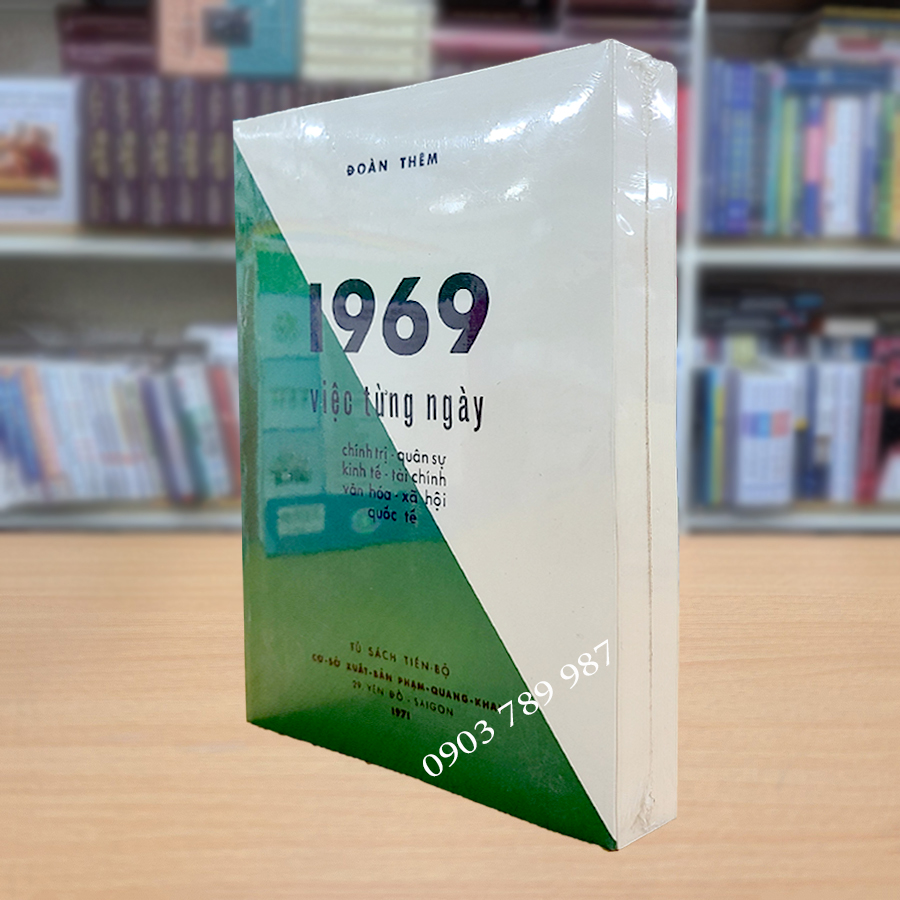 ĐOÀN THÊM
1969
việc từng ngày
chính trị - quân sự
kinh tế - tài chính
văn hóa - xã hội
quốc tế
TỦ SÁCH TIẾN-BỘ
CƠ-SỞ XUẤT-BẢN PHẠM-QUANG-KHAI
29 YÊN ĐỖ - SAIGON
1971
0903 789 987